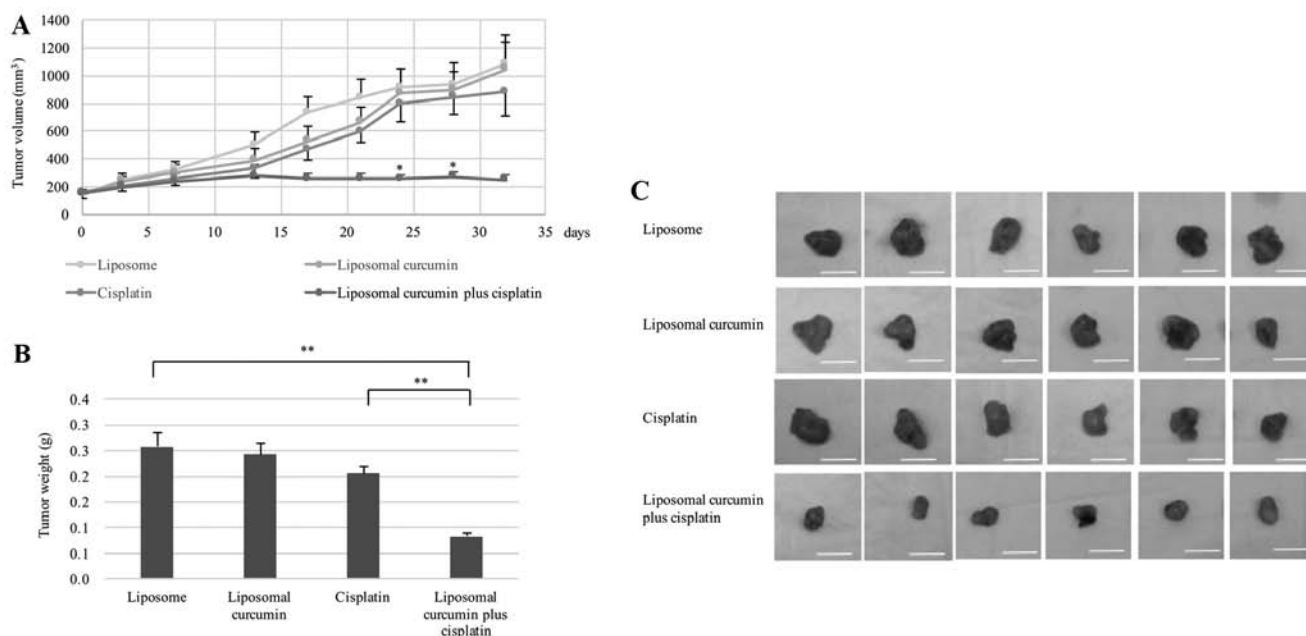 A
Tumor volume (mm³)
1400
1200
1000
800
600
400
200
0
*
*
0 5 10 15 20 25 30 35 days
Liposome
Liposomal curcumin
Cisplatin
Liposomal curcumin plus cisplatin
B
**
**
Tumor weight (g)
0.4
0.3
0.3
0.2
0.2
0.1
0.1
0.0
Liposome
Liposomal
curcumin
Cisplatin
Liposomal
curcumin plus
cisplatin
C
Liposome
Liposomal curcumin
Cisplatin
Liposomal curcumin
plus cisplatin